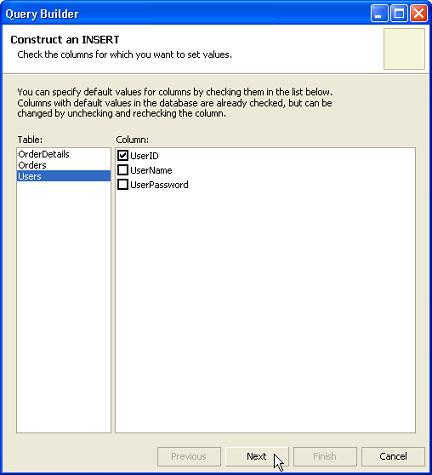 Query Builder
Construct an INSERT
Check the columns for which you want to set values.
You can specify default values for columns by checking them in the list below.
Columns with default values in the database are already checked, but can be
changed by unchecking and rechecking the column.
Table:
Column:
OrderDetails
Orders
Users
UserID
UserName
UserPassword
Previous
Next
Finish
Cancel